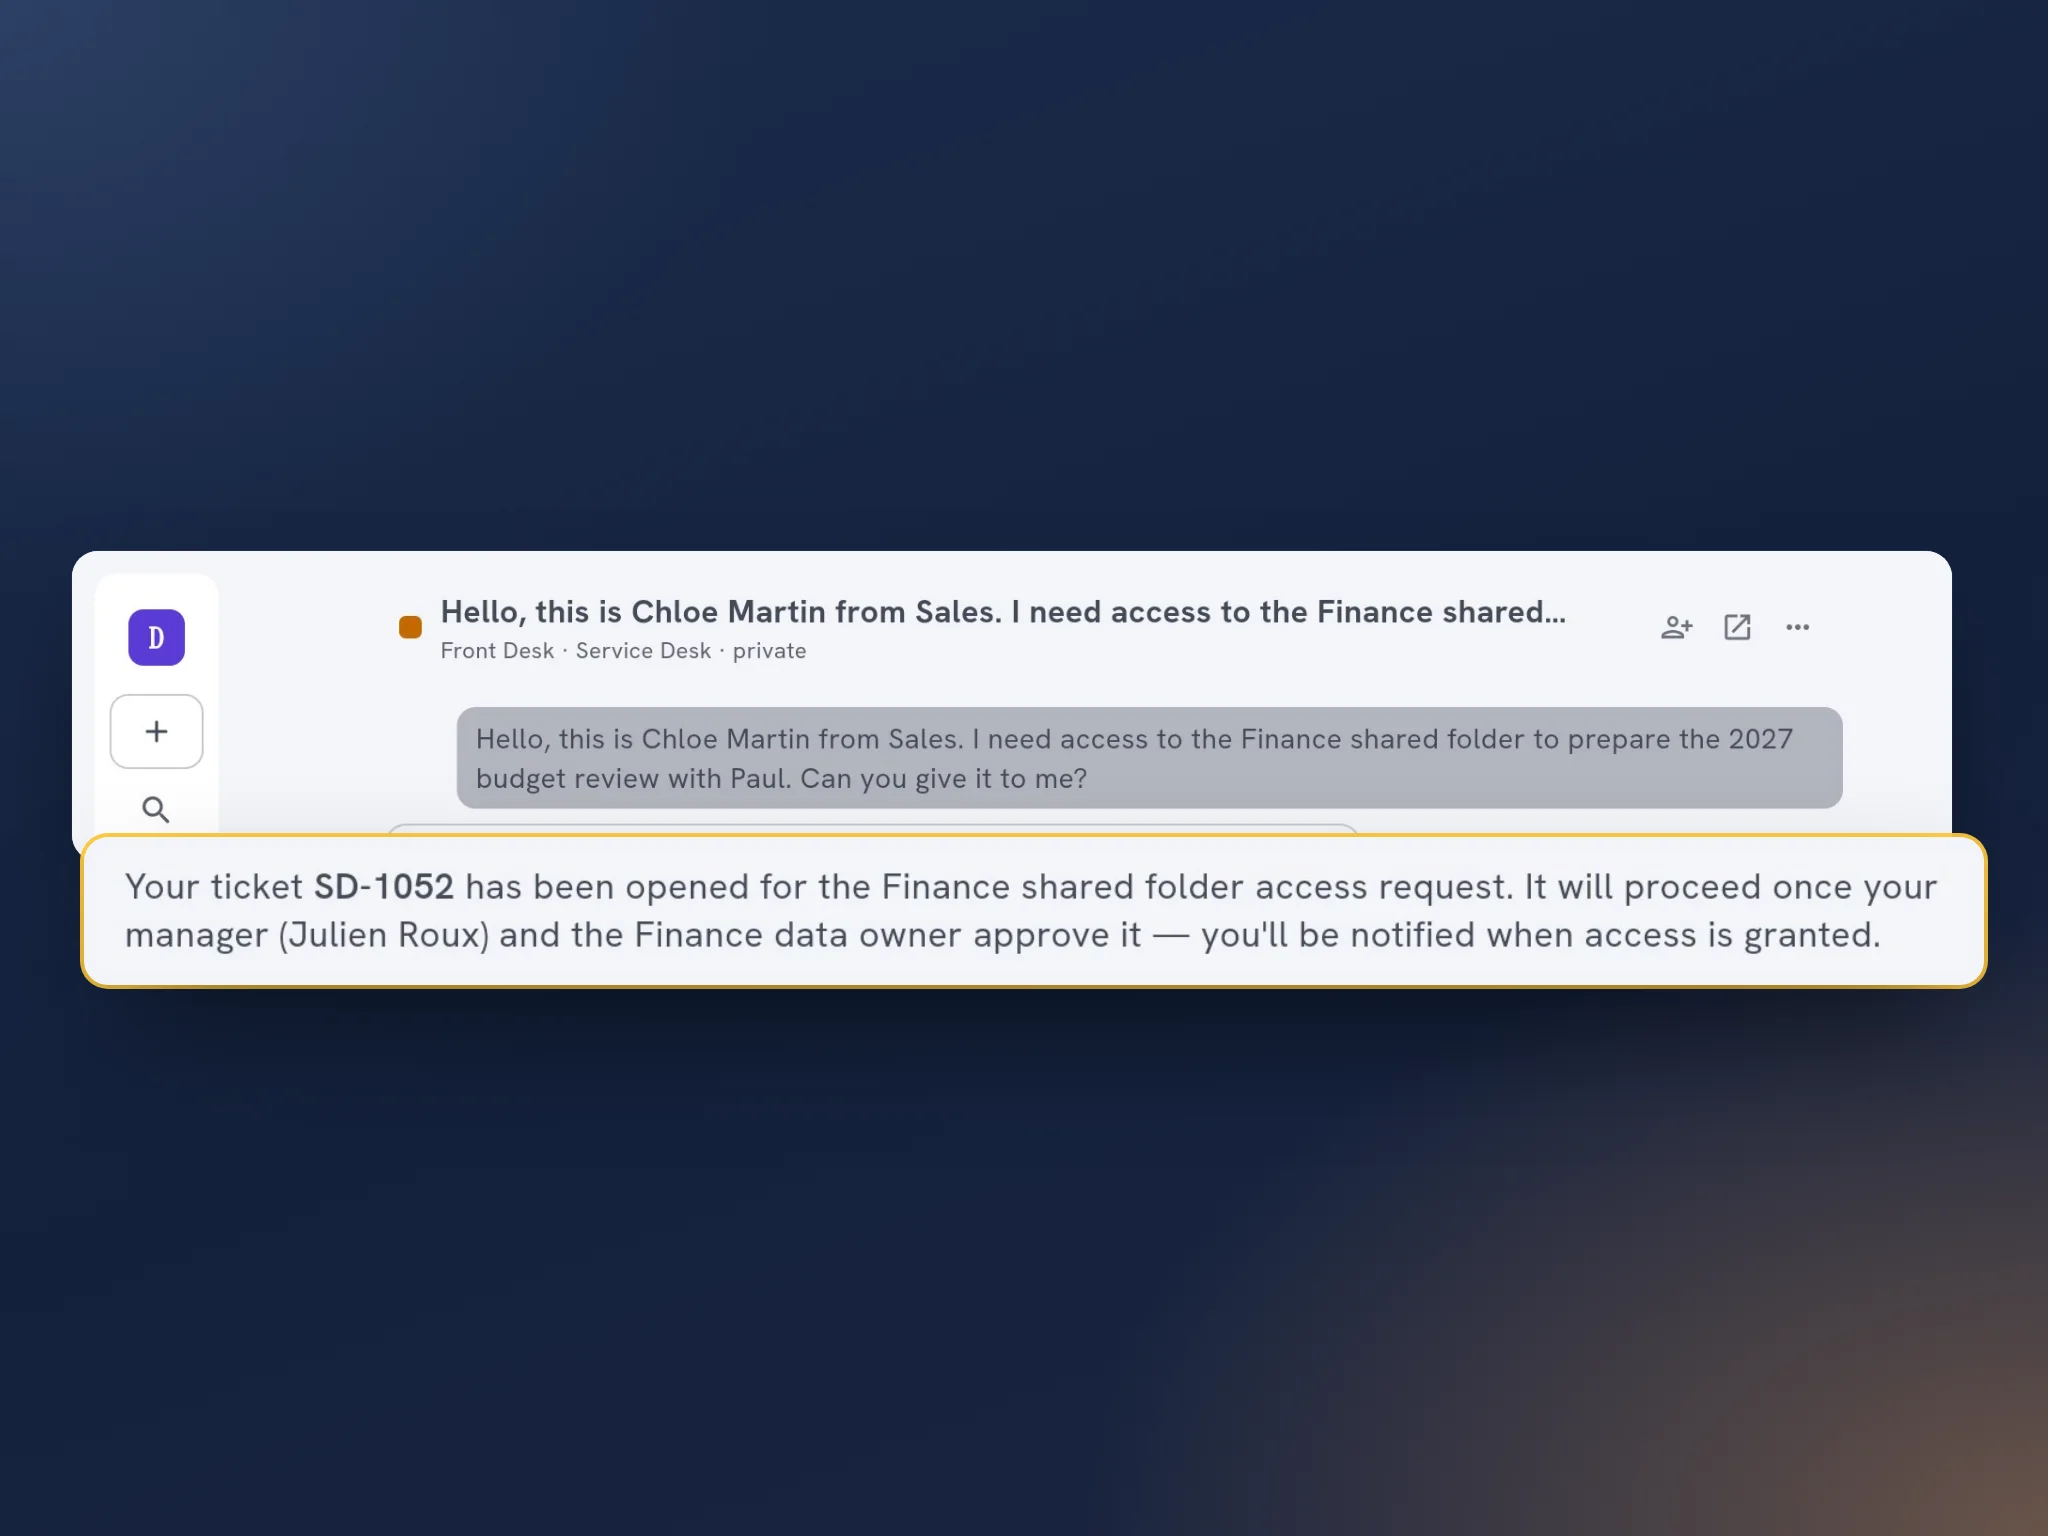 D
Hello, this is Chloe Martin from Sales. I need access to the Finance shared...
Front Desk · Service Desk · private
Hello, this is Chloe Martin from Sales. I need access to the Finance shared folder to prepare the 2027
budget review with Paul. Can you give it to me?
Your ticket SD-1052 has been opened for the Finance shared folder access request. It will proceed once your
manager (Julien Roux) and the Finance data owner approve it — you'll be notified when access is granted.